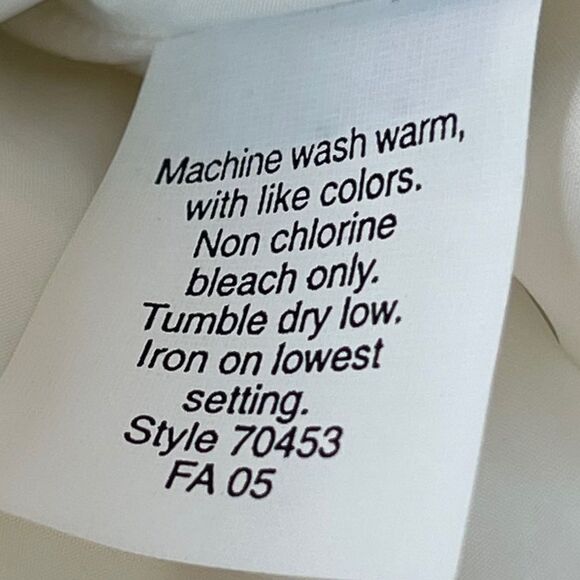 Machine wash warm,
with like colors.
Non chlorine
bleach only.
Tumble dry low.
Iron on lowest
setting.
Style 70453
FA 05